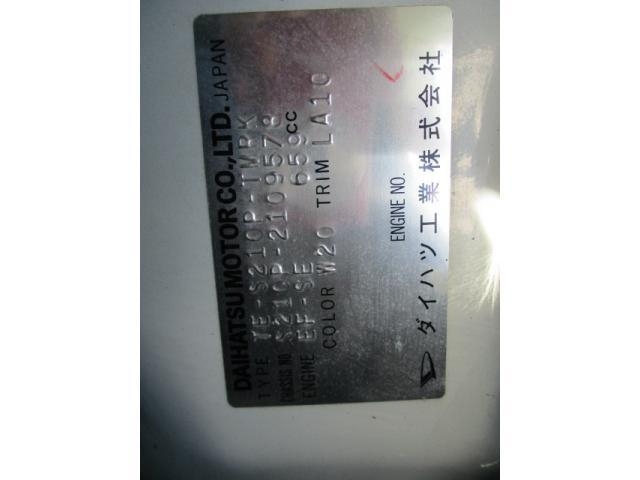 DAIHATSU MOTOR CO.,LTD. JAPAN
TYPE TE-S210P-TMRK
CHASSIS NO S210P-2109578
ENGINE EF-SE 659CC
COLOR W20 TRIM LA10
ENGINE NO.
ダイハツ工業株式会社